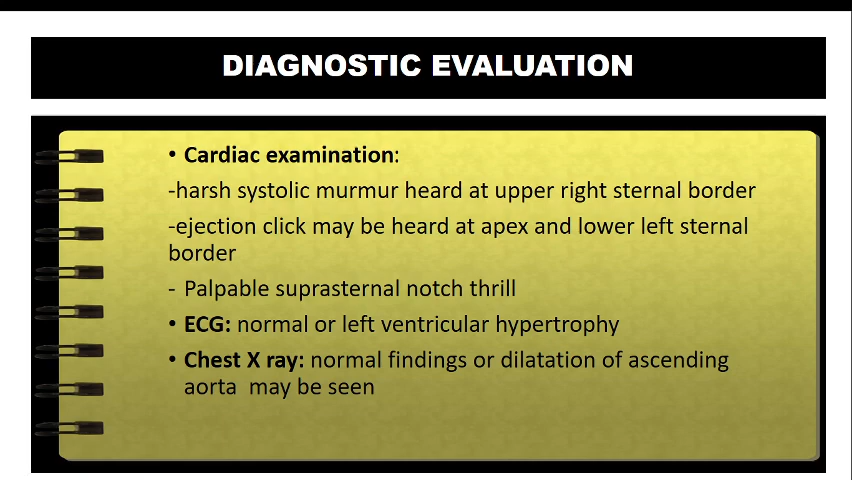 DIAGNOSTIC EVALUATION
• Cardiac examination:
-harsh systolic murmur heard at upper right sternal border
-ejection click may be heard at apex and lower left sternal
border
- Palpable suprasternal notch thrill
• ECG: normal or left ventricular hypertrophy
• Chest X ray: normal findings or dilatation of ascending
aorta  may be seen